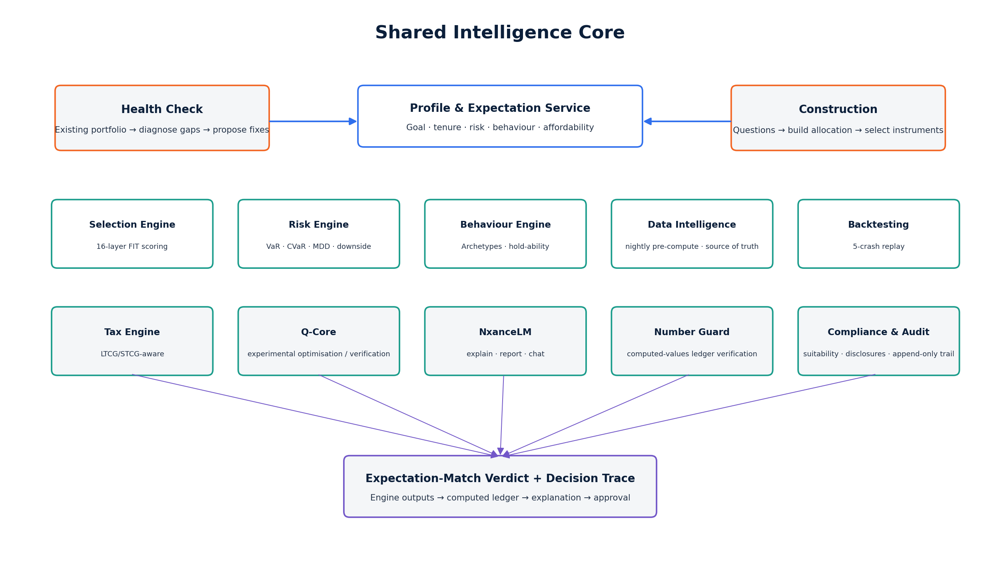 Shared Intelligence Core
Health Check
Existing portfolio → diagnose gaps → propose fixes
Profile & Expectation Service
Goal · tenure · risk · behaviour · affordability
Construction
Questions → build allocation → select instruments
Selection Engine
16-layer FIT scoring
Risk Engine
VaR · CVaR · MDD · downside
Behaviour Engine
Archetypes · hold-ability
Data Intelligence
nightly pre-compute · source of truth
Backtesting
5-crash replay
Tax Engine
LTCG/STCG-aware
Q-Core
experimental optimisation / verification
NxanceLM
explain · report · chat
Number Guard
computed-values ledger verification
Compliance & Audit
suitability · disclosures · append-only trail
Expectation-Match Verdict + Decision Trace
Engine outputs → computed ledger → explanation → approval